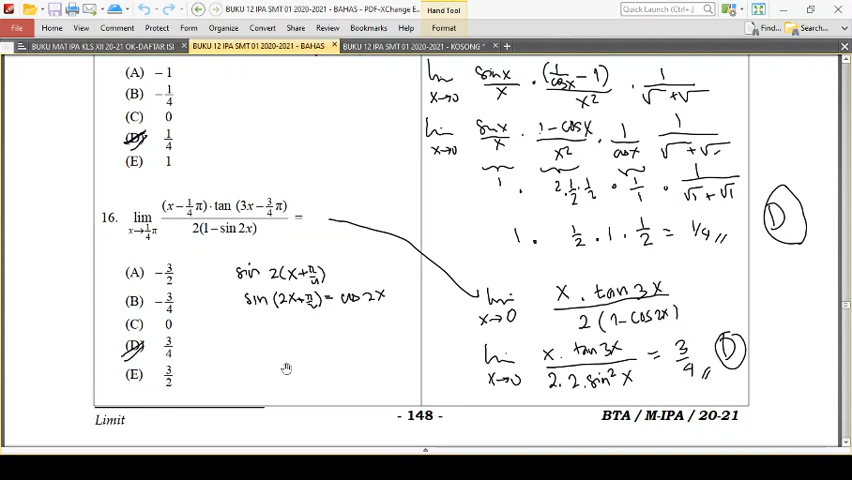 BUKU 12 IPA SMT 01 2020-2021 - BAHAS - PDF-XChange E
Hand Tool
Quick Launch (Ctrl+.)
File Home Convert Comment View Protect Form Organize Share Review Bookmarks Help Format
Find...
Search...
BUKU MAT IPA KLS XII 20-21 OK-DAFTAR ISI × BUKU 12 IPA SMT 01 2020-2021 - BAHAS × BUKU 12 IPA SMT 01 2020-2021 - KOSONG * ×
(A) - 1
(B) -1/4
(C) 0
(D) 1/4
(E) 1
16. lim x→1/4π (x − 1/4π)·tan (3x − 3/4π) / 2(1 − sin 2x) =
(A) −3/2
(B) −3/4
(C) 0
(D) 3/4
(E) 3/2
sin 2(x+π/4)
sin (2x+π/2) = cos 2x
lim x→0 sin x/x · (1/cos x − 1)/x² · 1/√+√
lim x→0 sin x/x · 1−cos x/x² · 1/cos x · 1/√+√
1 · 2·1/2·1/2 · 1/1 · 1/√1+√1
1 · 1/2 · 1 · 1/2 = 1/4 //
D
lim x→0 x · tan 3x / 2 (1−cos 2x)
lim x→0 x · tan 3x / 2·2·sin² x = 3/4 //
D
Limit
- 148 -
BTA / M-IPA / 20-21